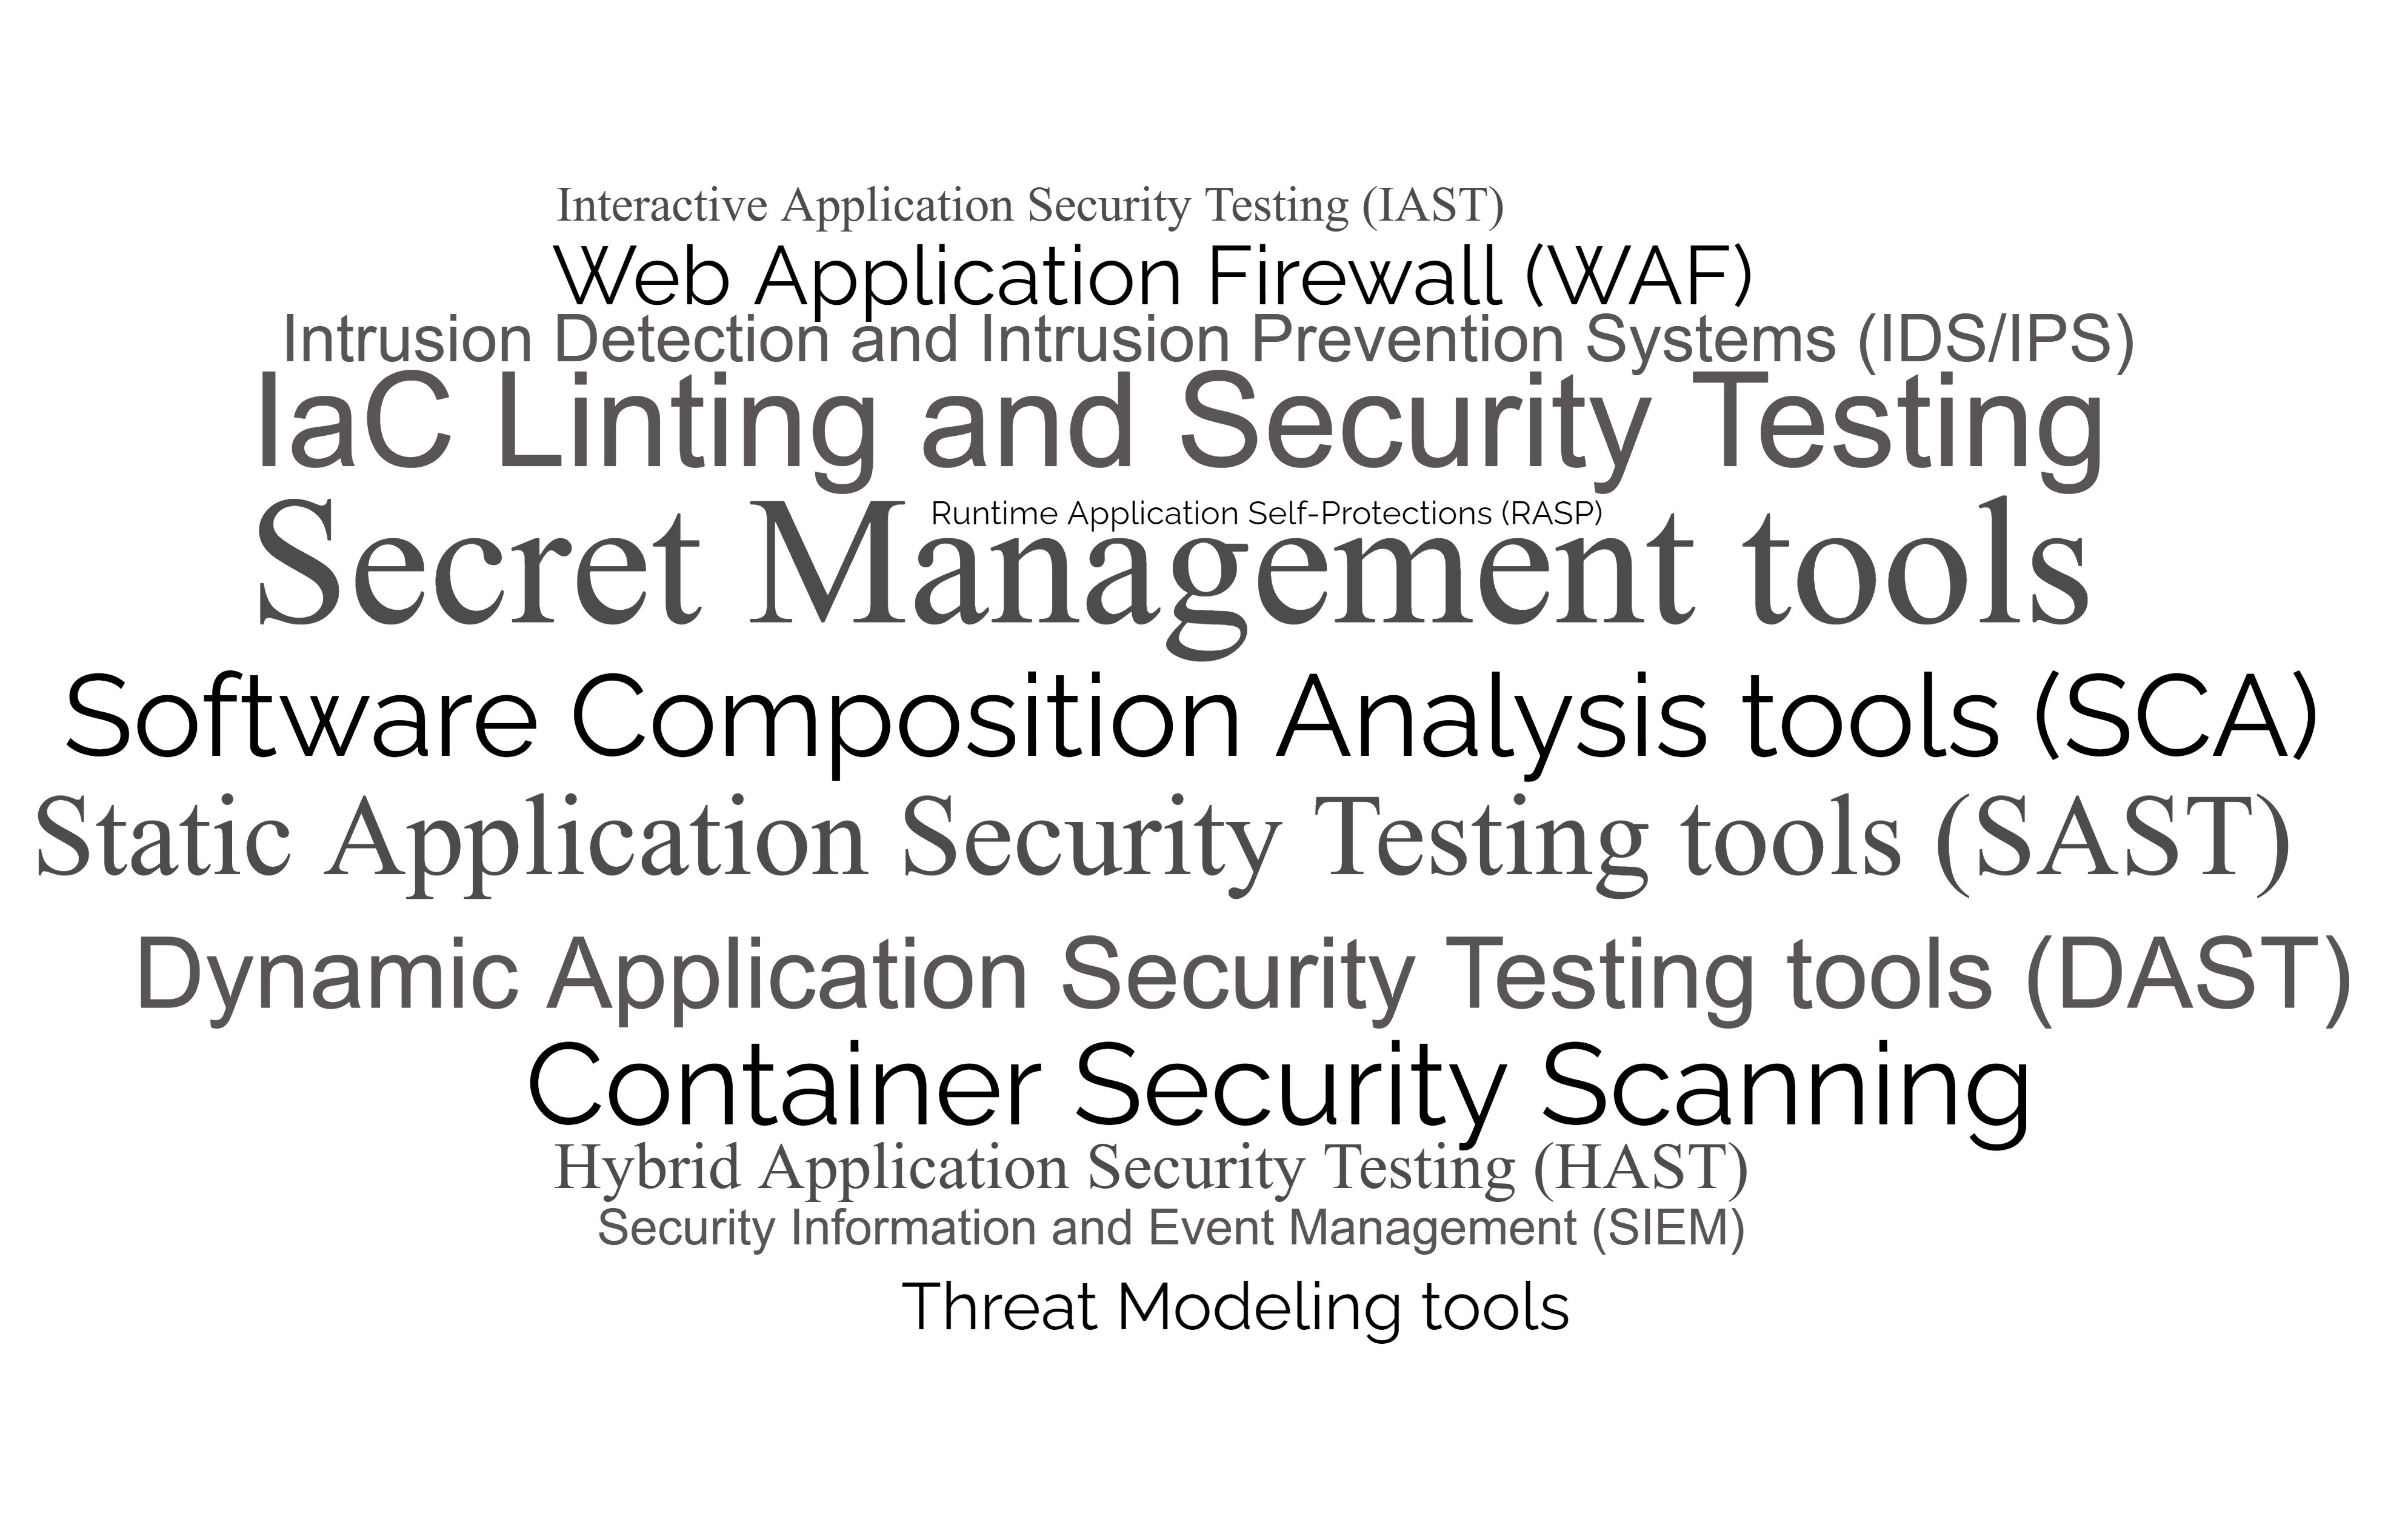 Interactive Application Security Testing (IAST)
Web Application Firewall (WAF)
Intrusion Detection and Intrusion Prevention Systems (IDS/IPS)
IaC Linting and Security Testing
Runtime Application Self-Protections (RASP)
Secret Management tools
Software Composition Analysis tools (SCA)
Static Application Security Testing tools (SAST)
Dynamic Application Security Testing tools (DAST)
Container Security Scanning
Hybrid Application Security Testing (HAST)
Security Information and Event Management (SIEM)
Threat Modeling tools